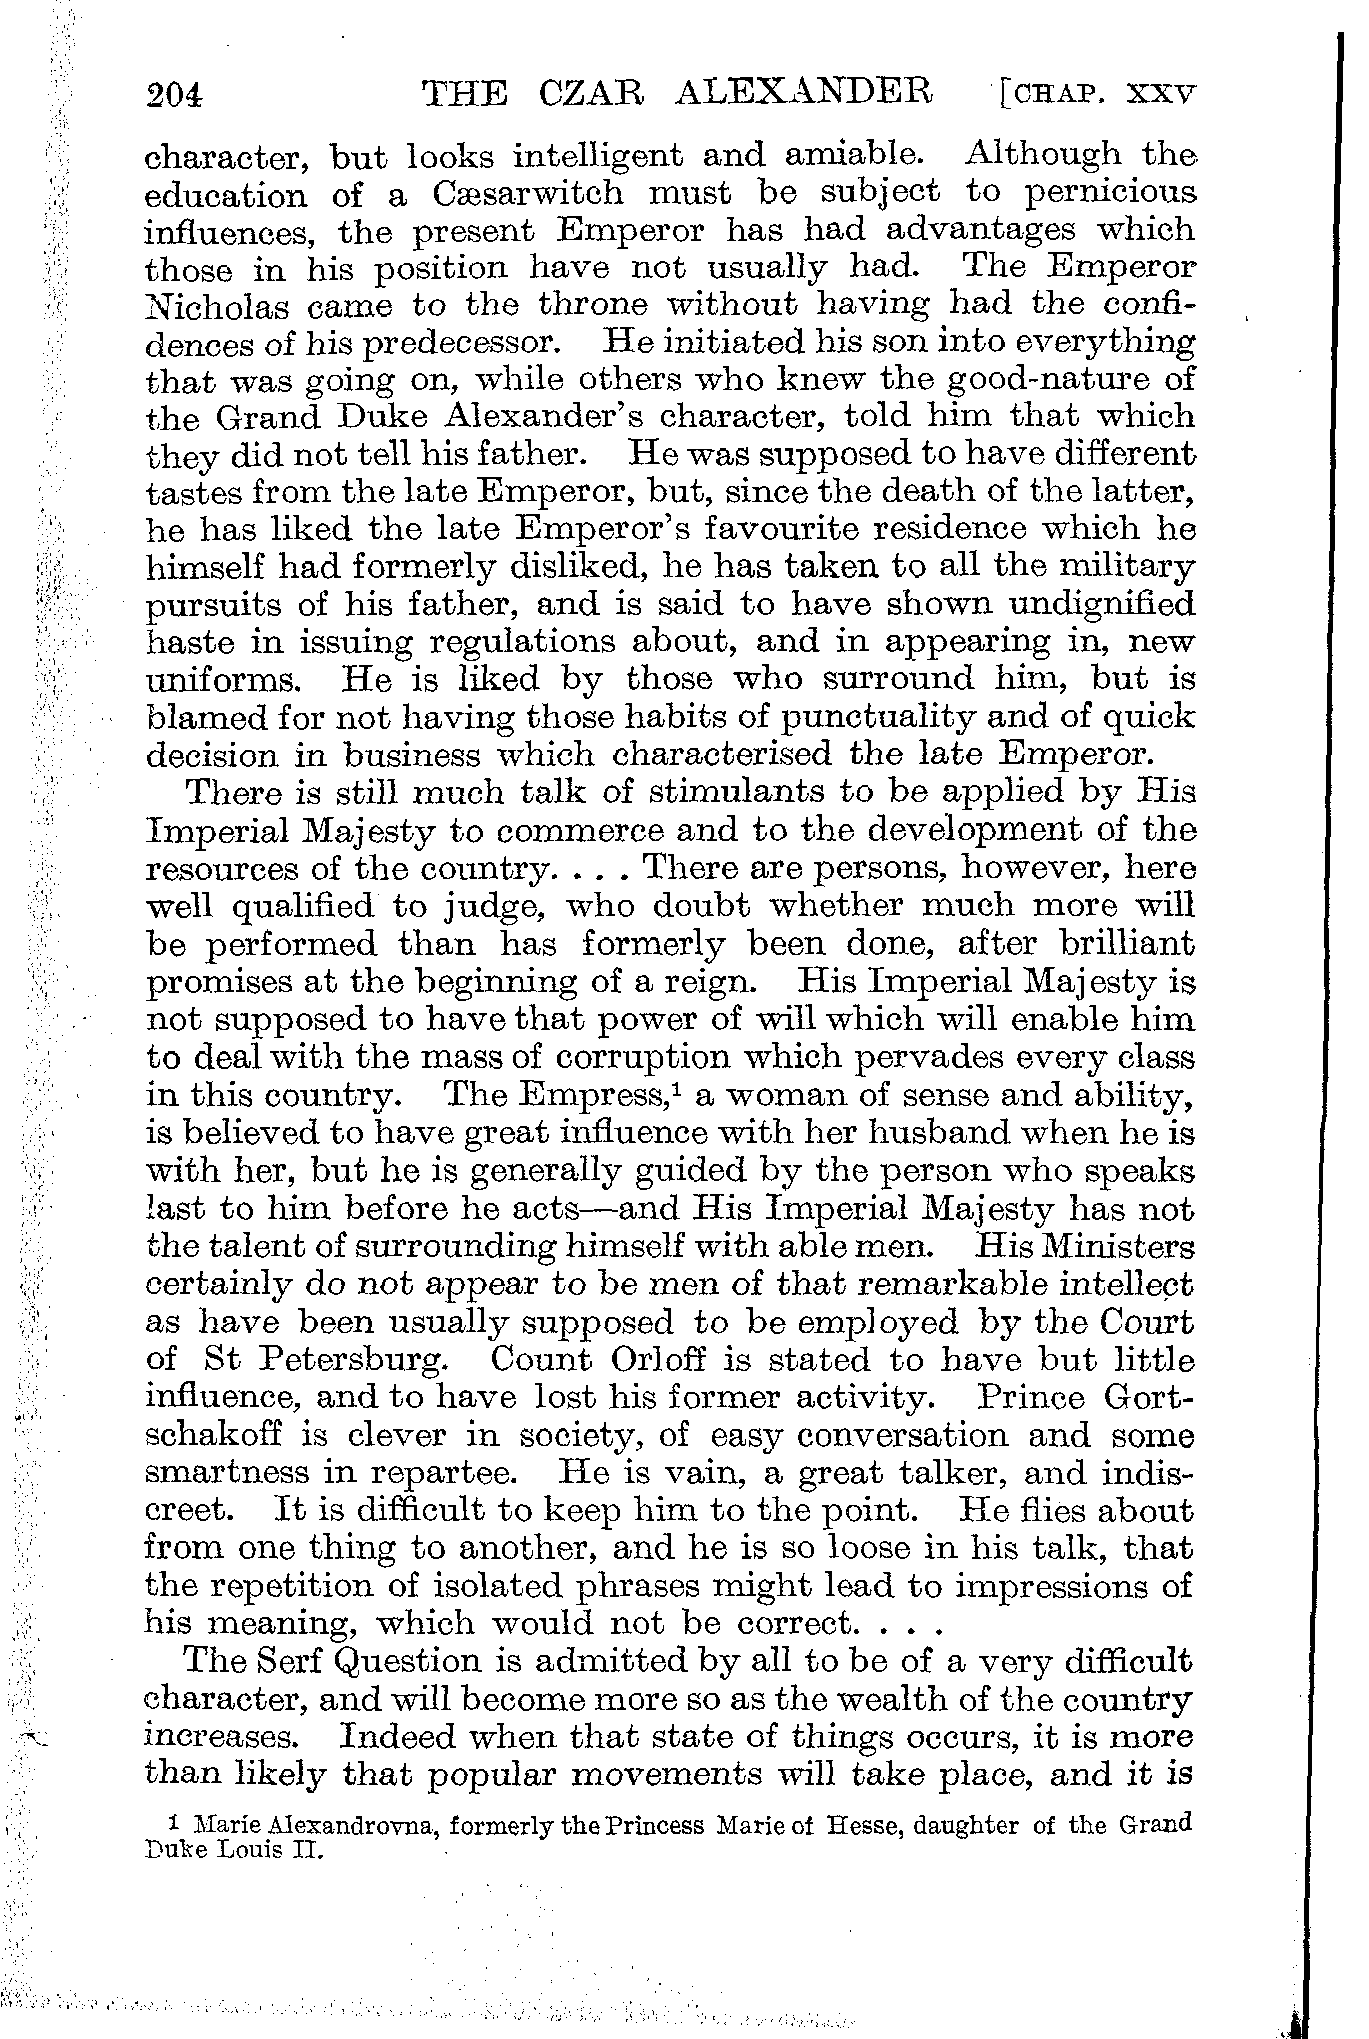 204 THE CZAR ALEXANDER [CHAP. XXV
character, but looks intelligent and amiable. Although the
education of a Cæsarwitch must be subject to pernicious
influences, the present Emperor has had advantages which
those in his position have not usually had. The Emperor
Nicholas came to the throne without having had the confi-
dences of his predecessor. He initiated his son into everything
that was going on, while others who knew the good-nature of
the Grand Duke Alexander's character, told him that which
they did not tell his father. He was supposed to have different
tastes from the late Emperor, but, since the death of the latter,
he has liked the late Emperor's favourite residence which he
himself had formerly disliked, he has taken to all the military
pursuits of his father, and is said to have shown undignified
haste in issuing regulations about, and in appearing in, new
uniforms. He is liked by those who surround him, but is
blamed for not having those habits of punctuality and of quick
decision in business which characterised the late Emperor.
There is still much talk of stimulants to be applied by His
Imperial Majesty to commerce and to the development of the
resources of the country. . . . There are persons, however, here
well qualified to judge, who doubt whether much more will
be performed than has formerly been done, after brilliant
promises at the beginning of a reign. His Imperial Majesty is
not supposed to have that power of will which will enable him
to deal with the mass of corruption which pervades every class
in this country. The Empress,¹ a woman of sense and ability,
is believed to have great influence with her husband when he is
with her, but he is generally guided by the person who speaks
last to him before he acts—and His Imperial Majesty has not
the talent of surrounding himself with able men. His Ministers
certainly do not appear to be men of that remarkable intellect
as have been usually supposed to be employed by the Court
of St Petersburg. Count Orloff is stated to have but little
influence, and to have lost his former activity. Prince Gort-
schakoff is clever in society, of easy conversation and some
smartness in repartee. He is vain, a great talker, and indis-
creet. It is difficult to keep him to the point. He flies about
from one thing to another, and he is so loose in his talk, that
the repetition of isolated phrases might lead to impressions of
his meaning, which would not be correct. . . .
The Serf Question is admitted by all to be of a very difficult
character, and will become more so as the wealth of the country
increases. Indeed when that state of things occurs, it is more
than likely that popular movements will take place, and it is
1 Marie Alexandrovna, formerly the Princess Marie of Hesse, daughter of the Grand
Duke Louis II.